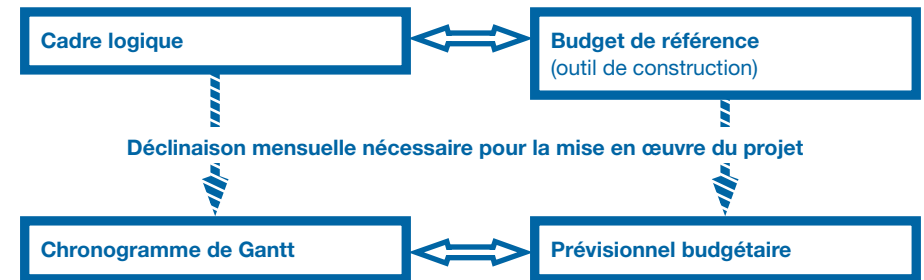 Cadre logique
Budget de référence
(outil de construction)
Déclinaison mensuelle nécessaire pour la mise en œuvre du projet
Chronogramme de Gantt
Prévisionnel budgétaire